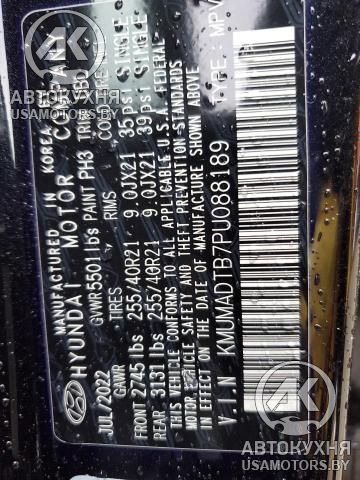 АВТОКУХНЯ
USAMOTORS.BY
MANUFACTURED IN KOREA
HYUNDAI MOTOR COMPANY
JUL/2022 GVWR5501 lbs PAINT PH3 TRIM
GAWR TIRES RIMS
FRONT 2745 lbs 255/40R21 9.0JX21 35psi SINGLE
REAR 3131 lbs 255/40R21 9.0JX21 39psi SINGLE
THIS VEHICLE CONFORMS TO ALL APPLICABLE U.S.A. FEDERAL
MOTOR VEHICLE SAFETY AND THEFT PREVENTION STANDARDS
IN EFFECT ON THE DATE OF MANUFACTURE SHOWN ABOVE.
V.I.N KMUMADTB7PU088189 TYPE: MPV
АВТОКУХНЯ
USAMOTORS.BY